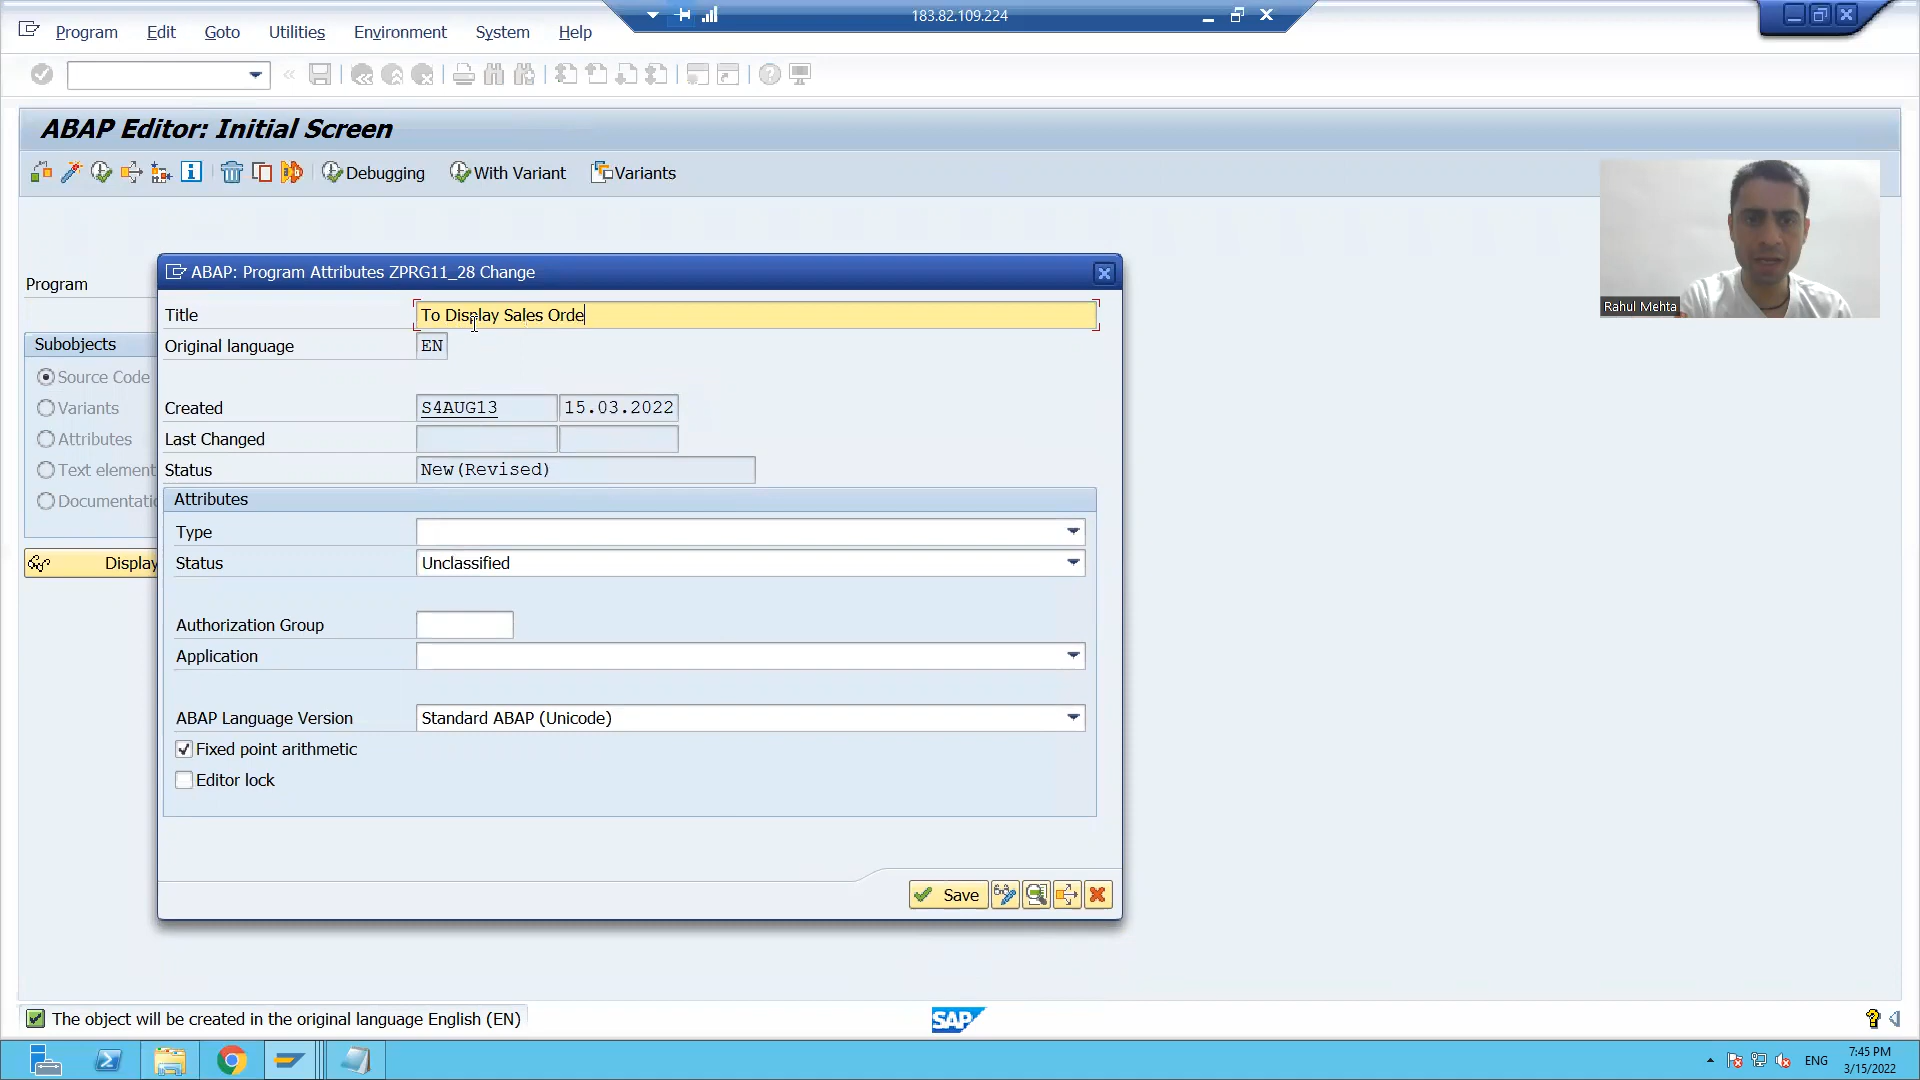 183.82.109.224
Program Edit Goto Utilities Environment System Help
ABAP Editor: Initial Screen
Debugging With Variant Variants
Rahul Mehta
Program
ABAP: Program Attributes ZPRG11_28 Change
Title To Display Sales Orde
Original language EN
Subobjects
Source Code
Variants
Attributes
Text element
Documentatio
Display
Created S4AUG13 15.03.2022
Last Changed
Status New(Revised)
Attributes
Type
Status Unclassified
Authorization Group
Application
ABAP Language Version Standard ABAP (Unicode)
Fixed point arithmetic
Editor lock
Save
The object will be created in the original language English (EN)
SAP
ENG
7:45 PM
3/15/2022